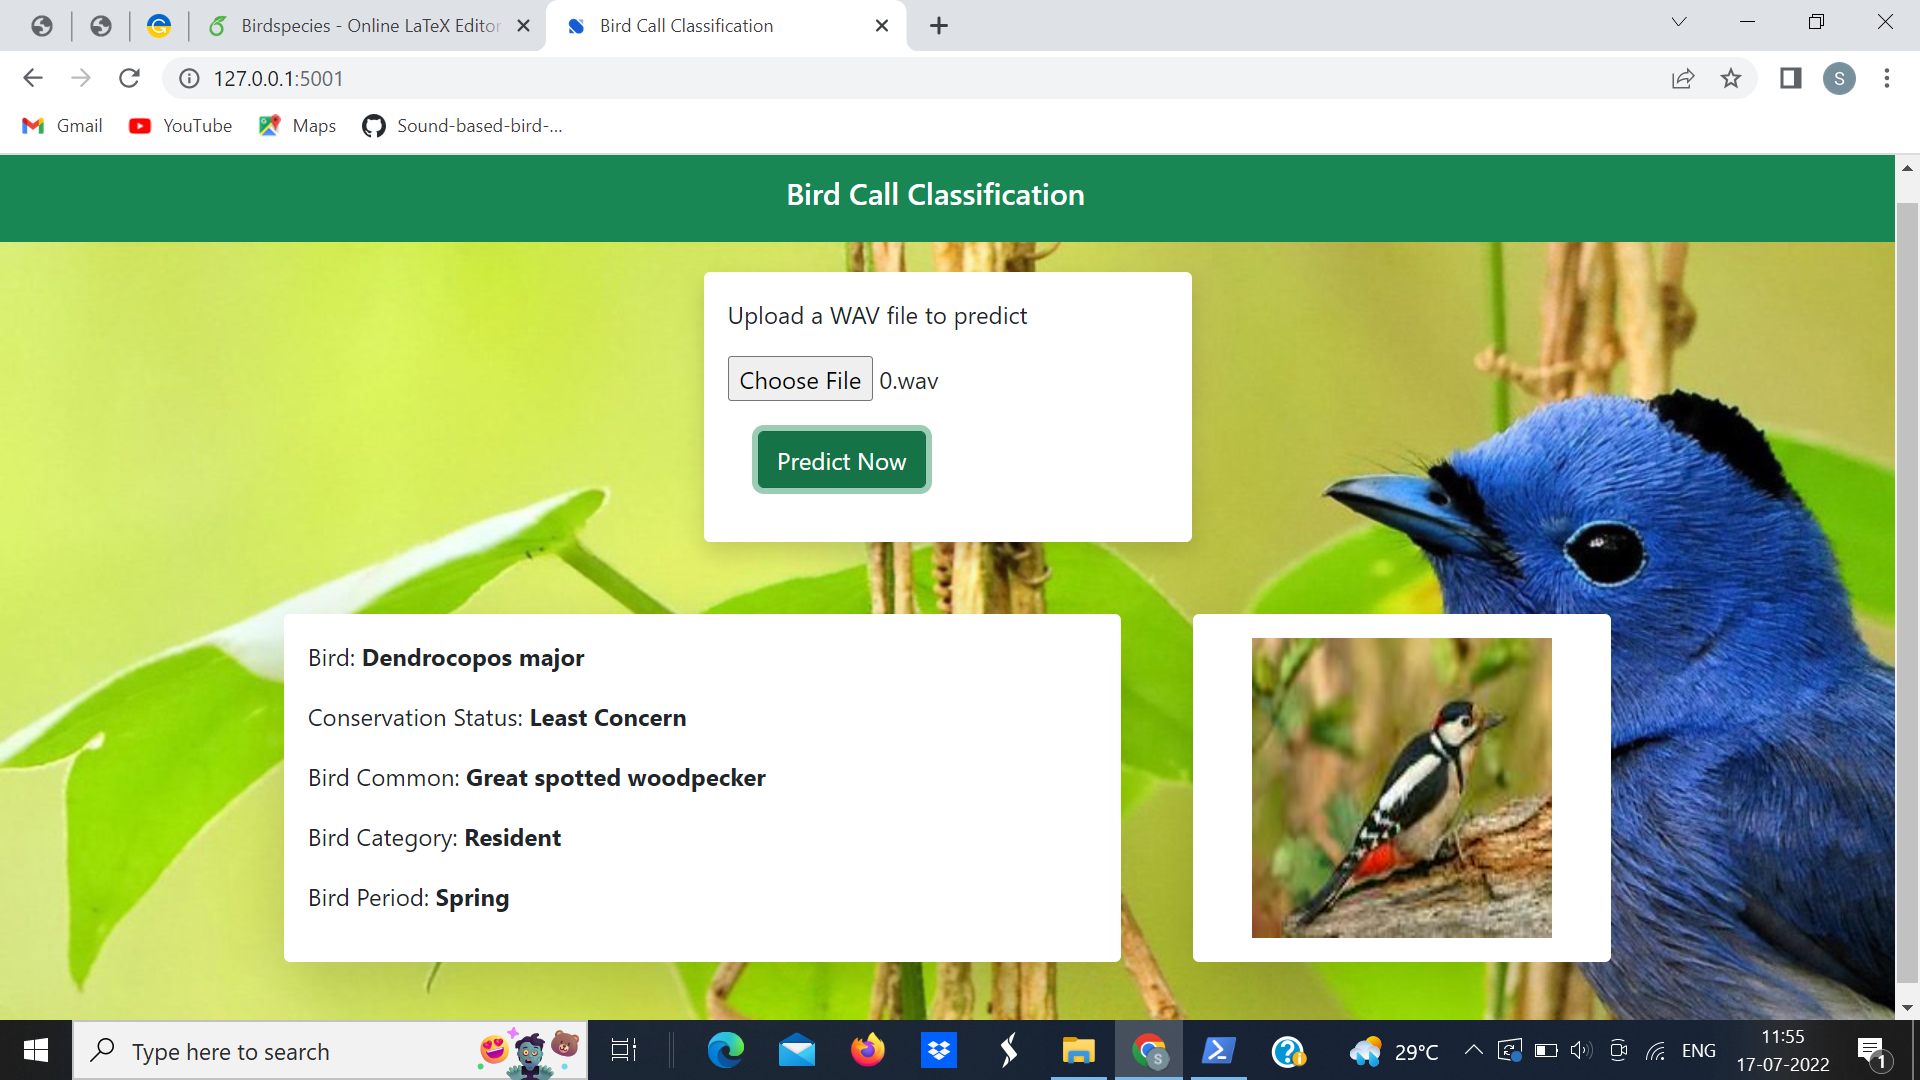 Birdspecies - Online LaTeX Editor
Bird Call Classification
127.0.0.1:5001
S
Gmail
YouTube
Maps
Sound-based-bird-...
Bird Call Classification
Upload a WAV file to predict
Choose File 0.wav
Predict Now
Bird: Dendrocopos major
Conservation Status: Least Concern
Bird Common: Great spotted woodpecker
Bird Category: Resident
Bird Period: Spring
Type here to search
S
29°C
ENG
11:55
17-07-2022
1